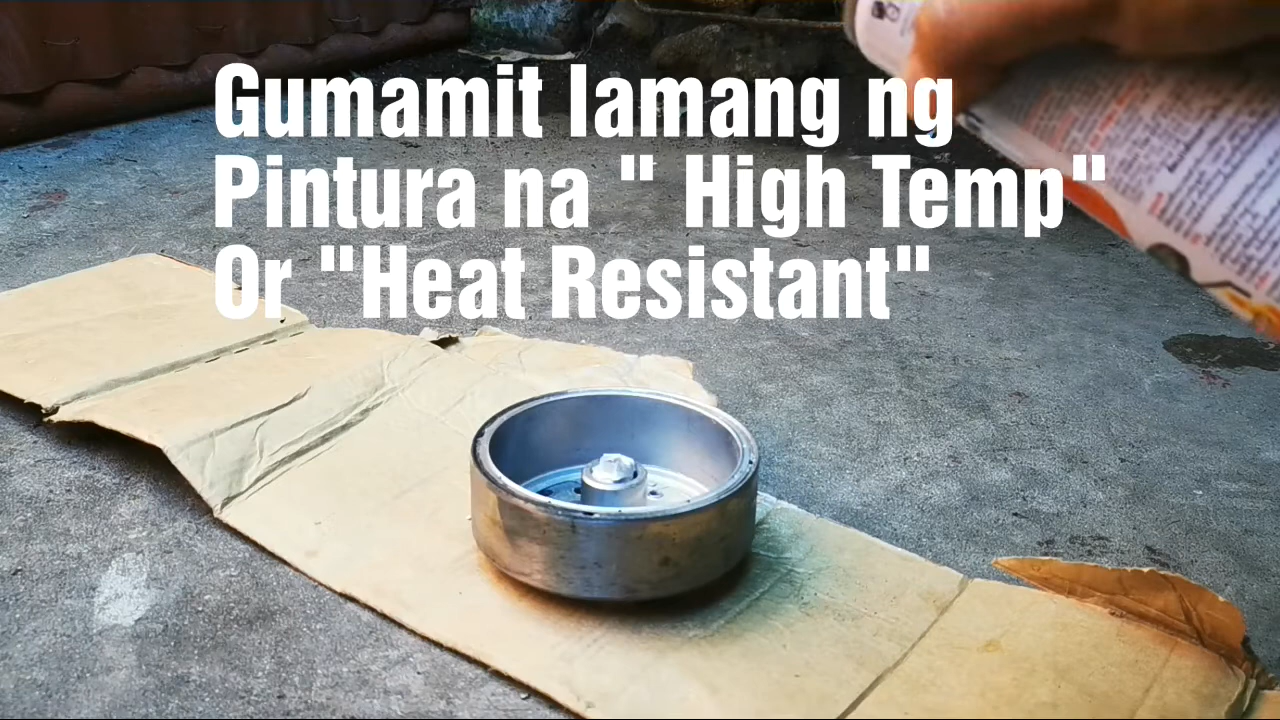 Gumamit lamang ng
Pintura na " High Temp"
Or "Heat Resistant"